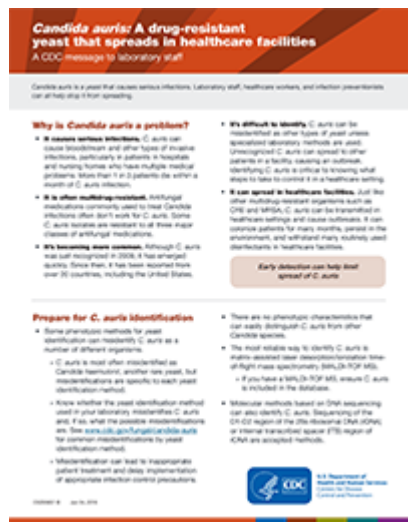 Candida auris: A drug-resistant
yeast that spreads in healthcare facilities
A CDC message to laboratory staff
Candida auris is a yeast that causes serious infections. Laboratory staff, healthcare workers, and infection preventionists
can all help stop it from spreading.
Why is Candida auris a problem?
• It causes serious infections. C. auris can
cause bloodstream and other types of invasive
infections, particularly in patients in hospitals
and nursing homes who have multiple medical
problems. More than 1 in 3 patients die within a
month of C. auris infection.
• It is often multidrug-resistant. Antifungal
medications commonly used to treat Candida
infections often don't work for C. auris. Some
C. auris isolates are resistant to all three major
classes of antifungal medications.
• It's becoming more common. Although C. auris
was just recognized in 2009, it has emerged
quickly. Since then, it has been reported from
over 20 countries, including the United States.
• It's difficult to identify. C. auris can be
misidentified as other types of yeast unless
specialized laboratory methods are used.
Unrecognized C. auris can spread to other
patients in a facility, causing an outbreak.
Identifying C. auris is critical to knowing what
steps to take to control it in a healthcare setting.
• It can spread in healthcare facilities. Just like
other multidrug-resistant organisms such as
CRE and MRSA, C. auris can be transmitted in
healthcare settings and cause outbreaks. It can
colonize patients for many months, persist in the
environment, and withstand many routinely used
disinfectants in healthcare facilities.
Early detection can help limit
spread of C. auris
Prepare for C. auris identification
• Some phenotypic methods for yeast
identification can misidentify C. auris as a
number of different organisms.
» C. auris is most often misidentified as
Candida haemulonii, another rare yeast, but
misidentifications are specific to each yeast
identification method.
» Know whether the yeast identification method
used in your laboratory misidentifies C. auris
and, if so, what the possible misidentifications
are. See www.cdc.gov/fungal/candida-auris
for common misidentifications by yeast
identification method.
» Misidentification can lead to inappropriate
patient treatment and delay implementation
of appropriate infection control precautions.
• There are no phenotypic characteristics that
can easily distinguish C. auris from other
Candida species.
• The most reliable way to identify C. auris is
matrix-assisted laser desorption/ionization time-
of-flight mass spectrometry (MALDI-TOF MS).
» If you have a MALDI-TOF MS, ensure C. auris
is included in the database.
• Molecular methods based on DNA sequencing
can also identify C. auris. Sequencing of the
D1-D2 region of the 28s ribosomal DNA (rDNA)
or internal transcribed spacer (ITS) region of
rDNA are accepted methods.
CDC
U.S. Department of
Health and Human Services
Centers for Disease
Control and Prevention